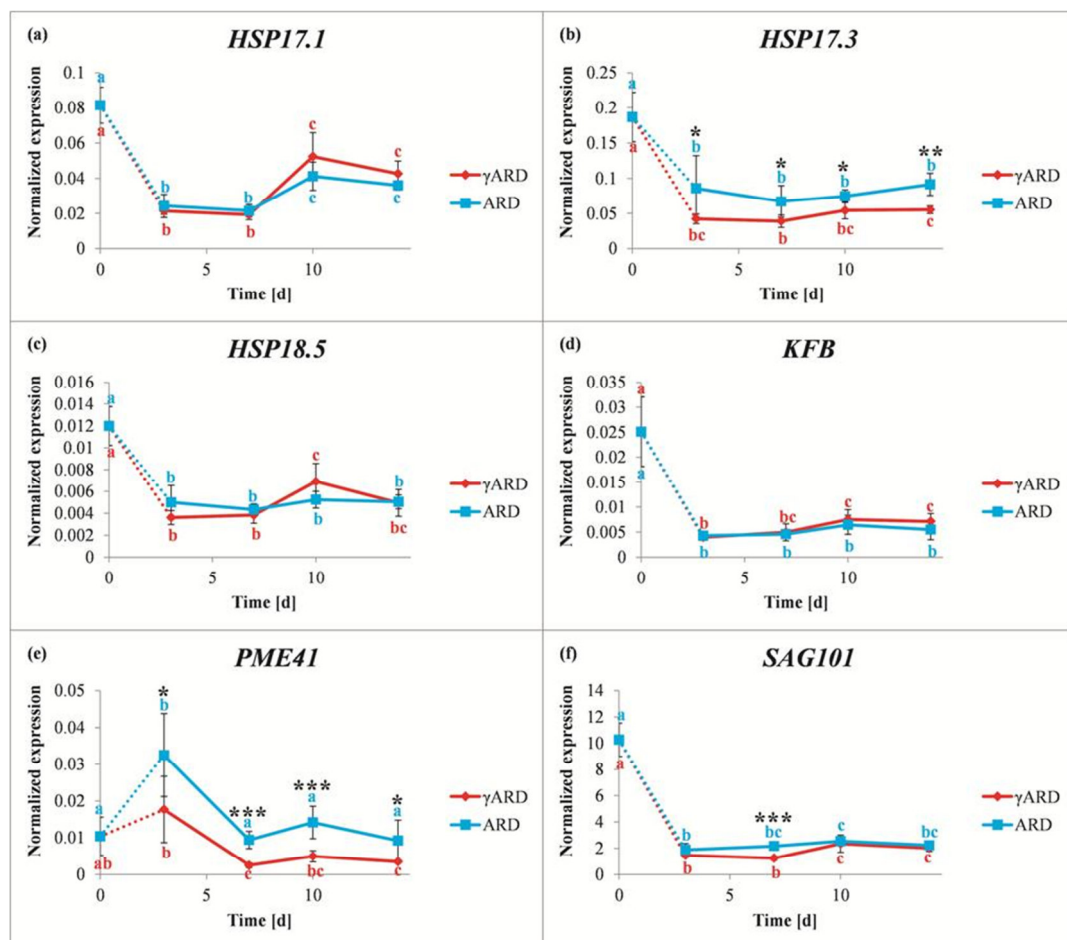 (a) HSP17.1
Normalized expression
0.1
0.08
0.06
0.04
0.02
0
a
a
b
b
b
b
c
c
c
c
0 5 10
Time [d]
γARD
ARD
(b) HSP17.3
Normalized expression
0.25
0.2
0.15
0.1
0.05
0
a
a
*
b
bc
*
b
b
*
b
bc
**
b
c
0 5 10
Time [d]
γARD
ARD
(c) HSP18.5
Normalized expression
0.016
0.014
0.012
0.01
0.008
0.006
0.004
0.002
0
a
a
b
b
b
b
c
b
b
bc
0 5 10
Time [d]
γARD
ARD
(d) KFB
Normalized expression
0.035
0.03
0.025
0.02
0.015
0.01
0.005
0
a
a
b
b
bc
b
c
b
c
b
0 5 10
Time [d]
γARD
ARD
(e) PME41
Normalized expression
0.05
0.04
0.03
0.02
0.01
0
a
ab
*
b
b
***
a
c
***
a
bc
*
a
c
0 5 10
Time [d]
γARD
ARD
(f) SAG101
Normalized expression
14
12
10
8
6
4
2
0
a
a
b
b
***
bc
b
c
c
bc
c
0 5 10
Time [d]
γARD
ARD